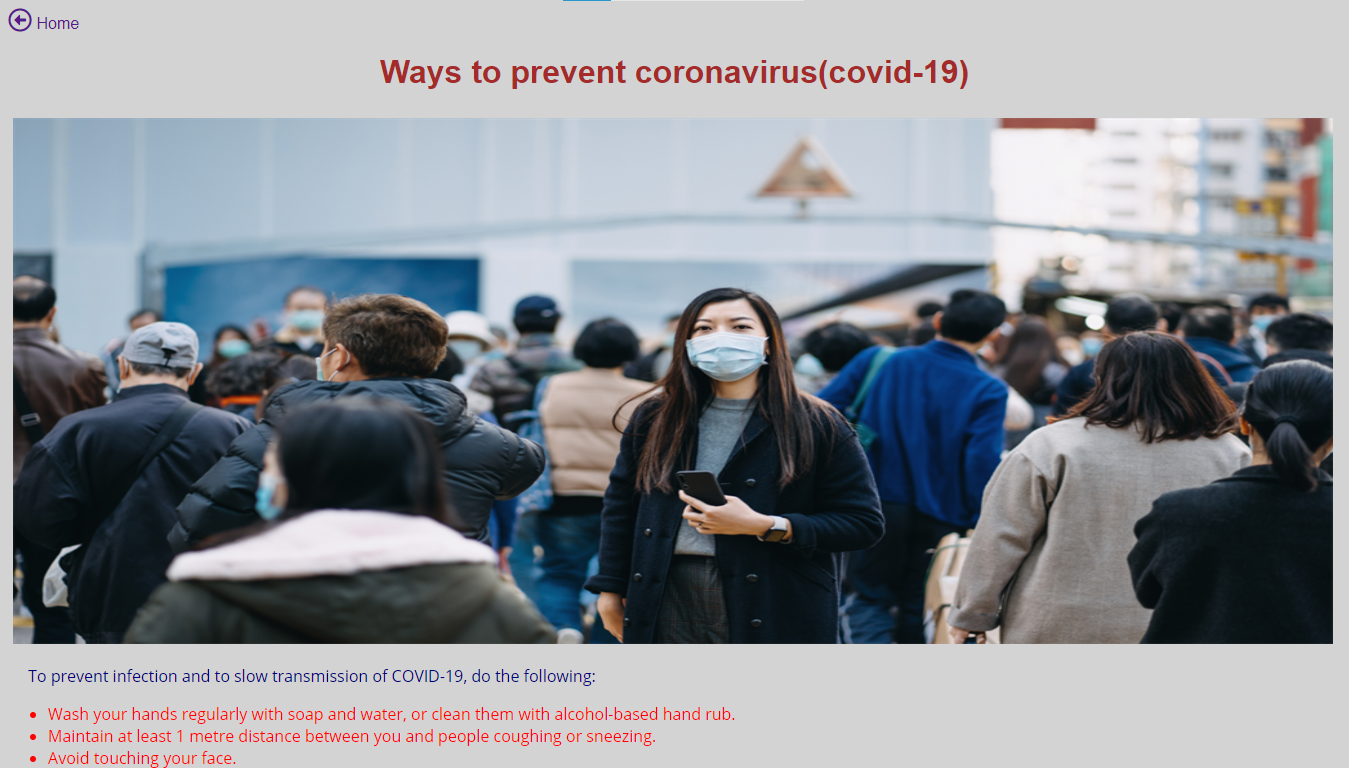 Home
Ways to prevent coronavirus(covid-19)
To prevent infection and to slow transmission of COVID-19, do the following:
Wash your hands regularly with soap and water, or clean them with alcohol-based hand rub.
Maintain at least 1 metre distance between you and people coughing or sneezing.
Avoid touching your face.